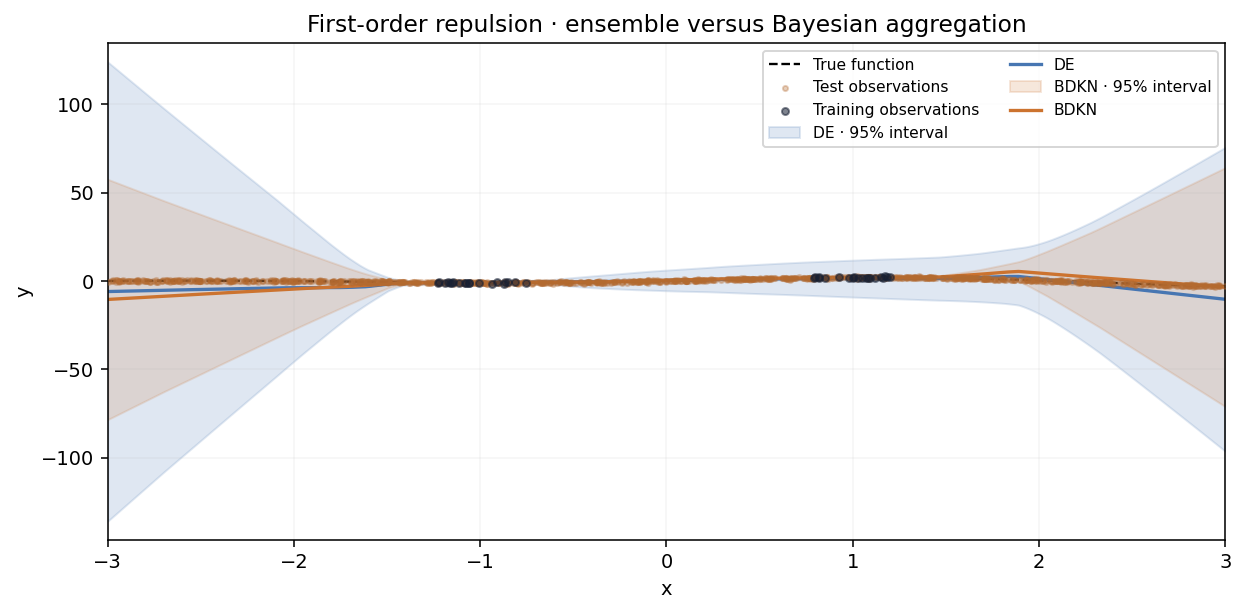 First-order repulsion · ensemble versus Bayesian aggregation
True function
Test observations
Training observations
DE · 95% interval
DE
BDKN · 95% interval
BDKN
100
50
0
−50
−100
y
−3
−2
−1
0
1
2
3
x